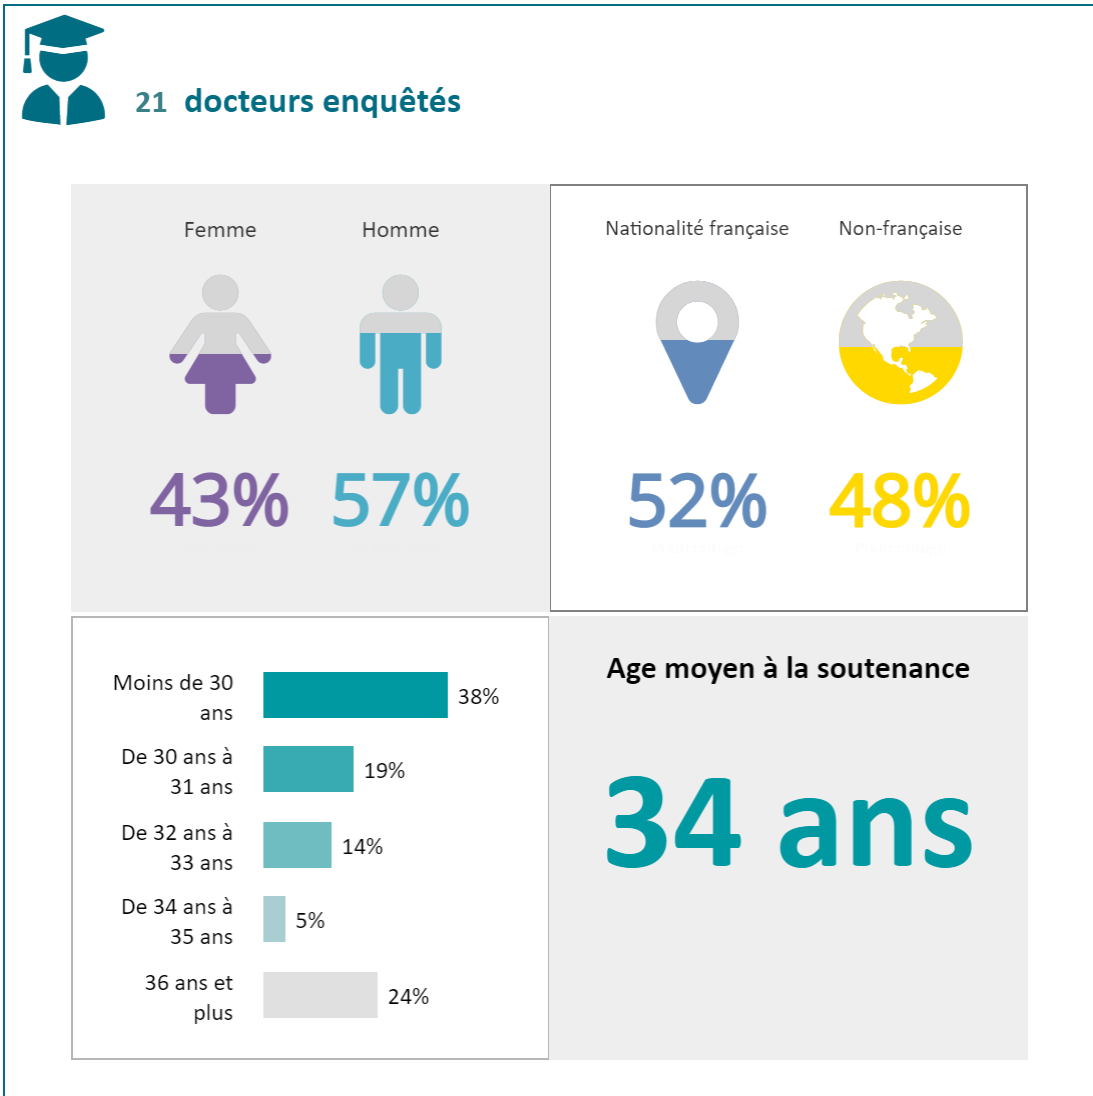 21 docteurs enquêtés
Femme Homme
43% 57%
Nationalité française Non-française
52% 48%
Moins de 30
ans
38%
De 30 ans à
31 ans
19%
De 32 ans à
33 ans
14%
De 34 ans à
35 ans
5%
36 ans et
plus
24%
Age moyen à la soutenance
34 ans